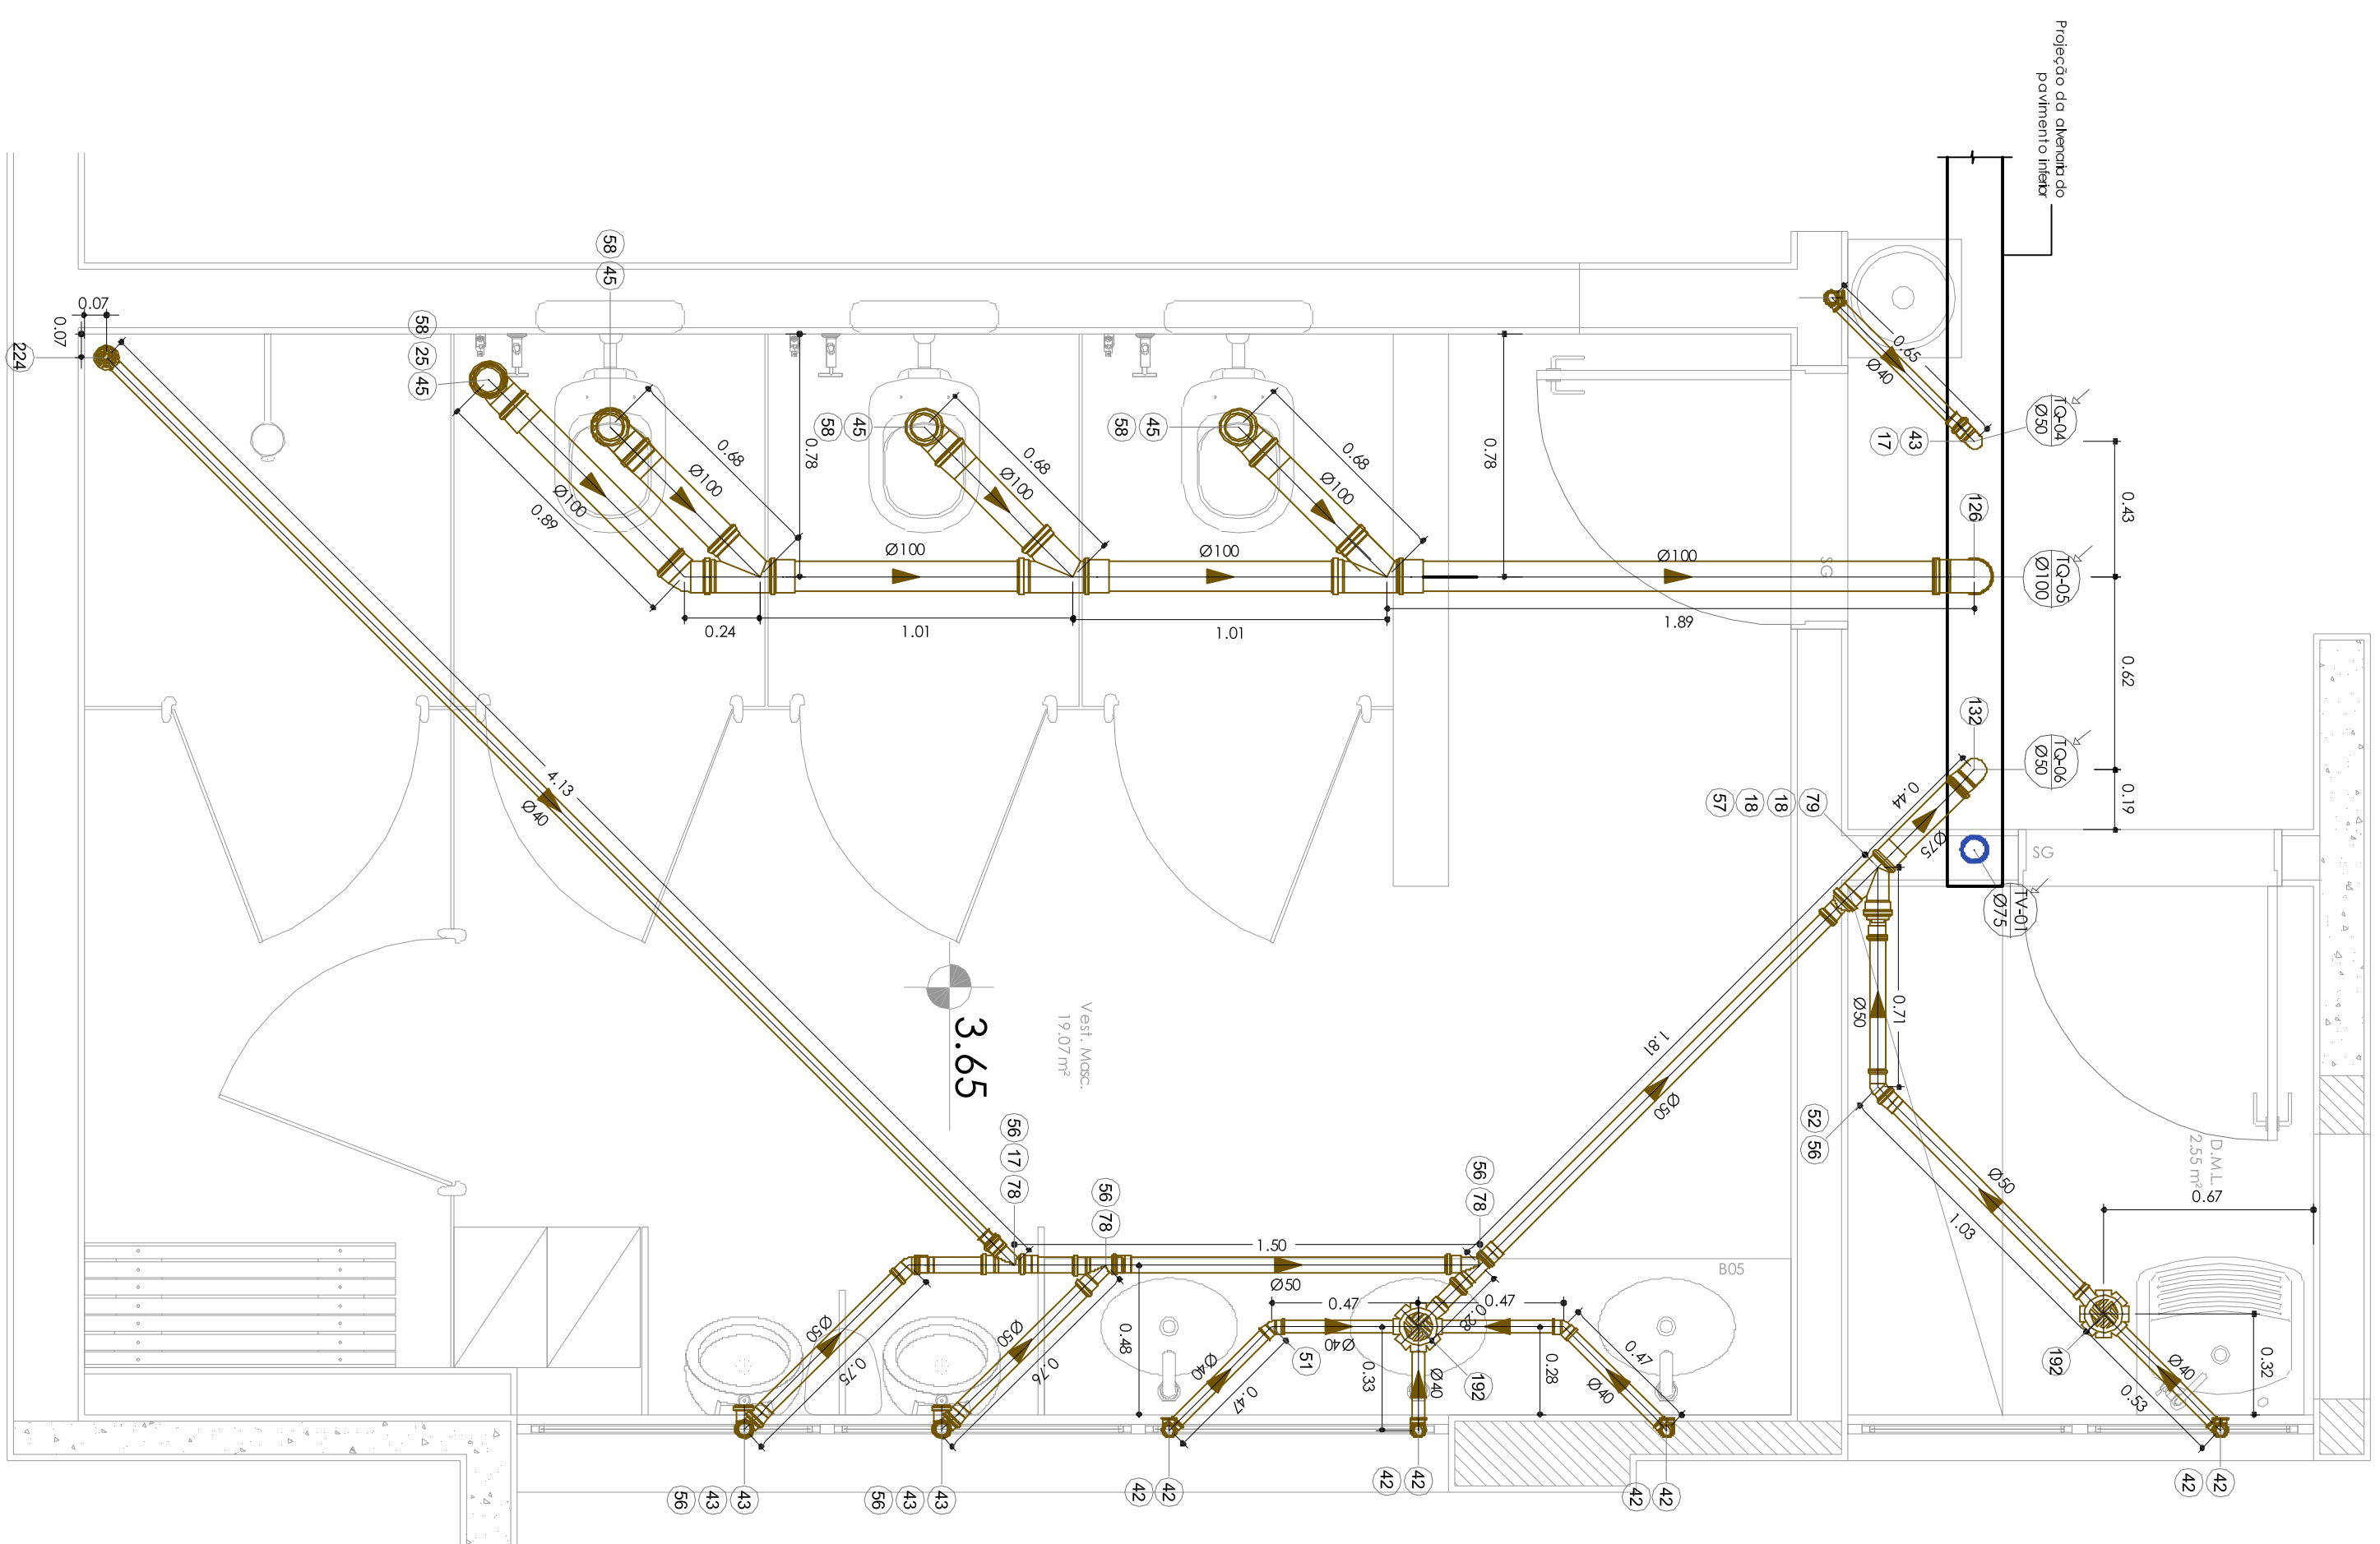 Projeção da alvenaria do
pavimento inferior
0.07
0.07
224
58
45
58
25
45
0.68
0.78
Ø100
Ø100
0.89
58
45
0.68
Ø100
58
45
0.68
Ø100
0.78
Ø100
Ø100
Ø100
SG
0.24
1.01
1.01
1.89
0.65
Ø40
17
43
TQ-04
Ø50
0.43
126
TQ-05
Ø100
0.62
132
TQ-06
Ø50
0.19
57
18
18
79
0.44
Ø75
SG
TV-01
Ø75
4.13
Ø40
3.65
Vest. Masc.
19.07m²
1.81
Ø50
Ø50
0.71
52
56
Ø50
1.03
D.M.L.
2.55 m²
0.67
56
17
78
56
78
56
78
1.50
Ø50
B05
0.47
0.47
0.28
0.48
Ø50
0.75
Ø50
0.76
Ø40
0.47
51
Ø40
0.33
Ø40
192
0.28
0.47
Ø40
192
Ø40
0.32
0.53
56
43
43
56
43
43
42
42
42
42
42
42
42
42